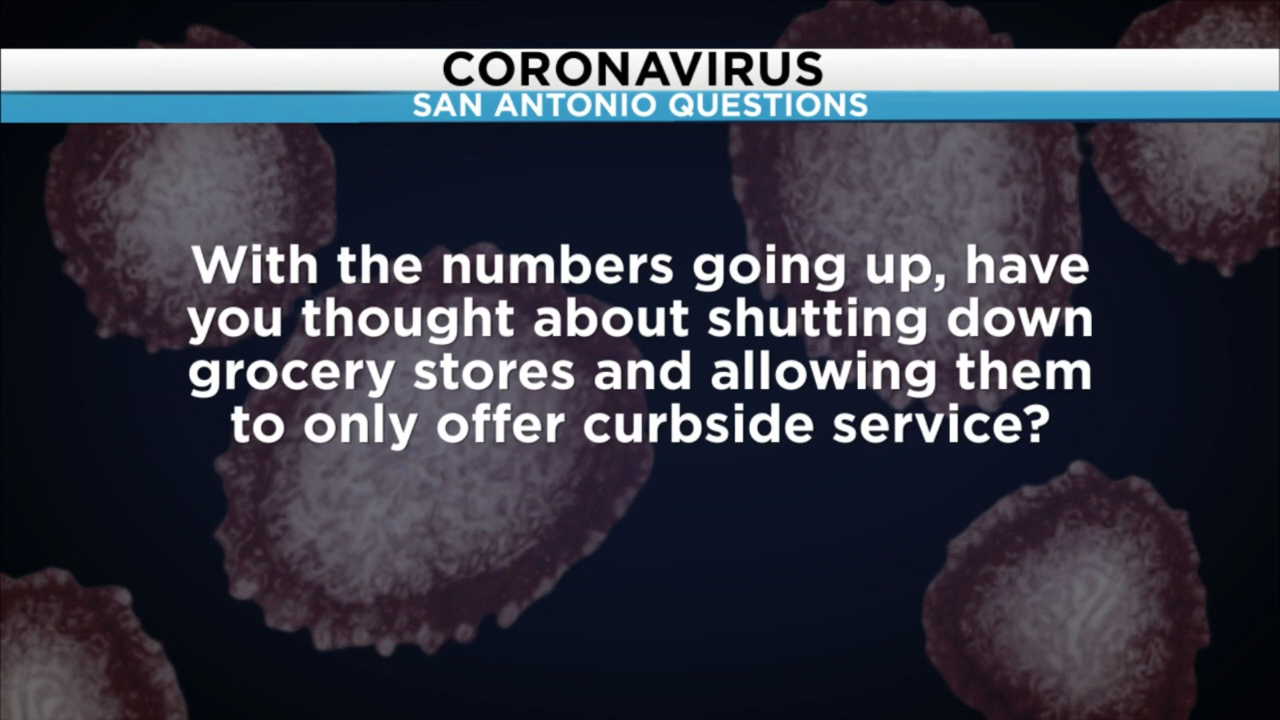 CORONAVIRUS
SAN ANTONIO QUESTIONS
With the numbers going up, have
you thought about shutting down
grocery stores and allowing them
to only offer curbside service?